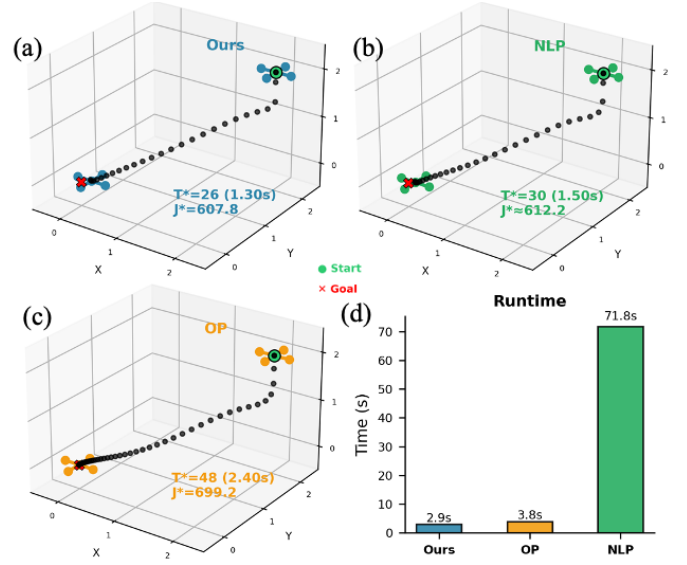 (a)
Ours
2
1
0
T*=26 (1.30s)
J*=607.8
0
1
2
X
0
1
2
Y
(b)
NLP
2
1
0
T*=30 (1.50s)
J*≈612.2
0
1
2
X
0
1
2
Y
Start
Goal
(c)
OP
2
1
0
T*=48 (2.40s)
J*=699.2
0
1
2
X
0
1
2
Y
(d)
Runtime
Time (s)
70
60
50
40
30
20
10
0
2.9s
3.8s
71.8s
Ours
OP
NLP